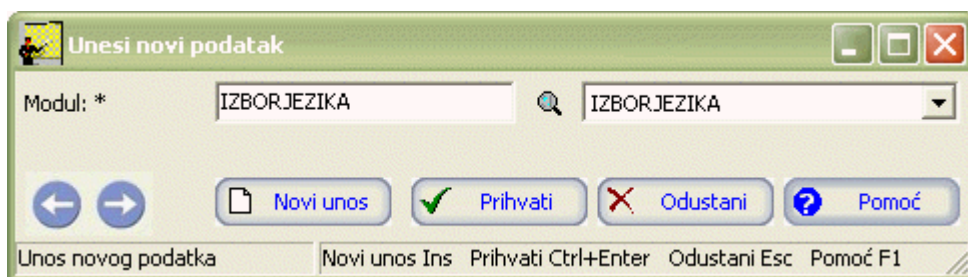 Unesi novi podatak
Modul: * IZBORJEZIKA IZBORJEZIKA
Novi unos Prihvati Odustani Pomoć
Unos novog podatka Novi unos Ins Prihvati Ctrl+Enter Odustani Esc Pomoć F1